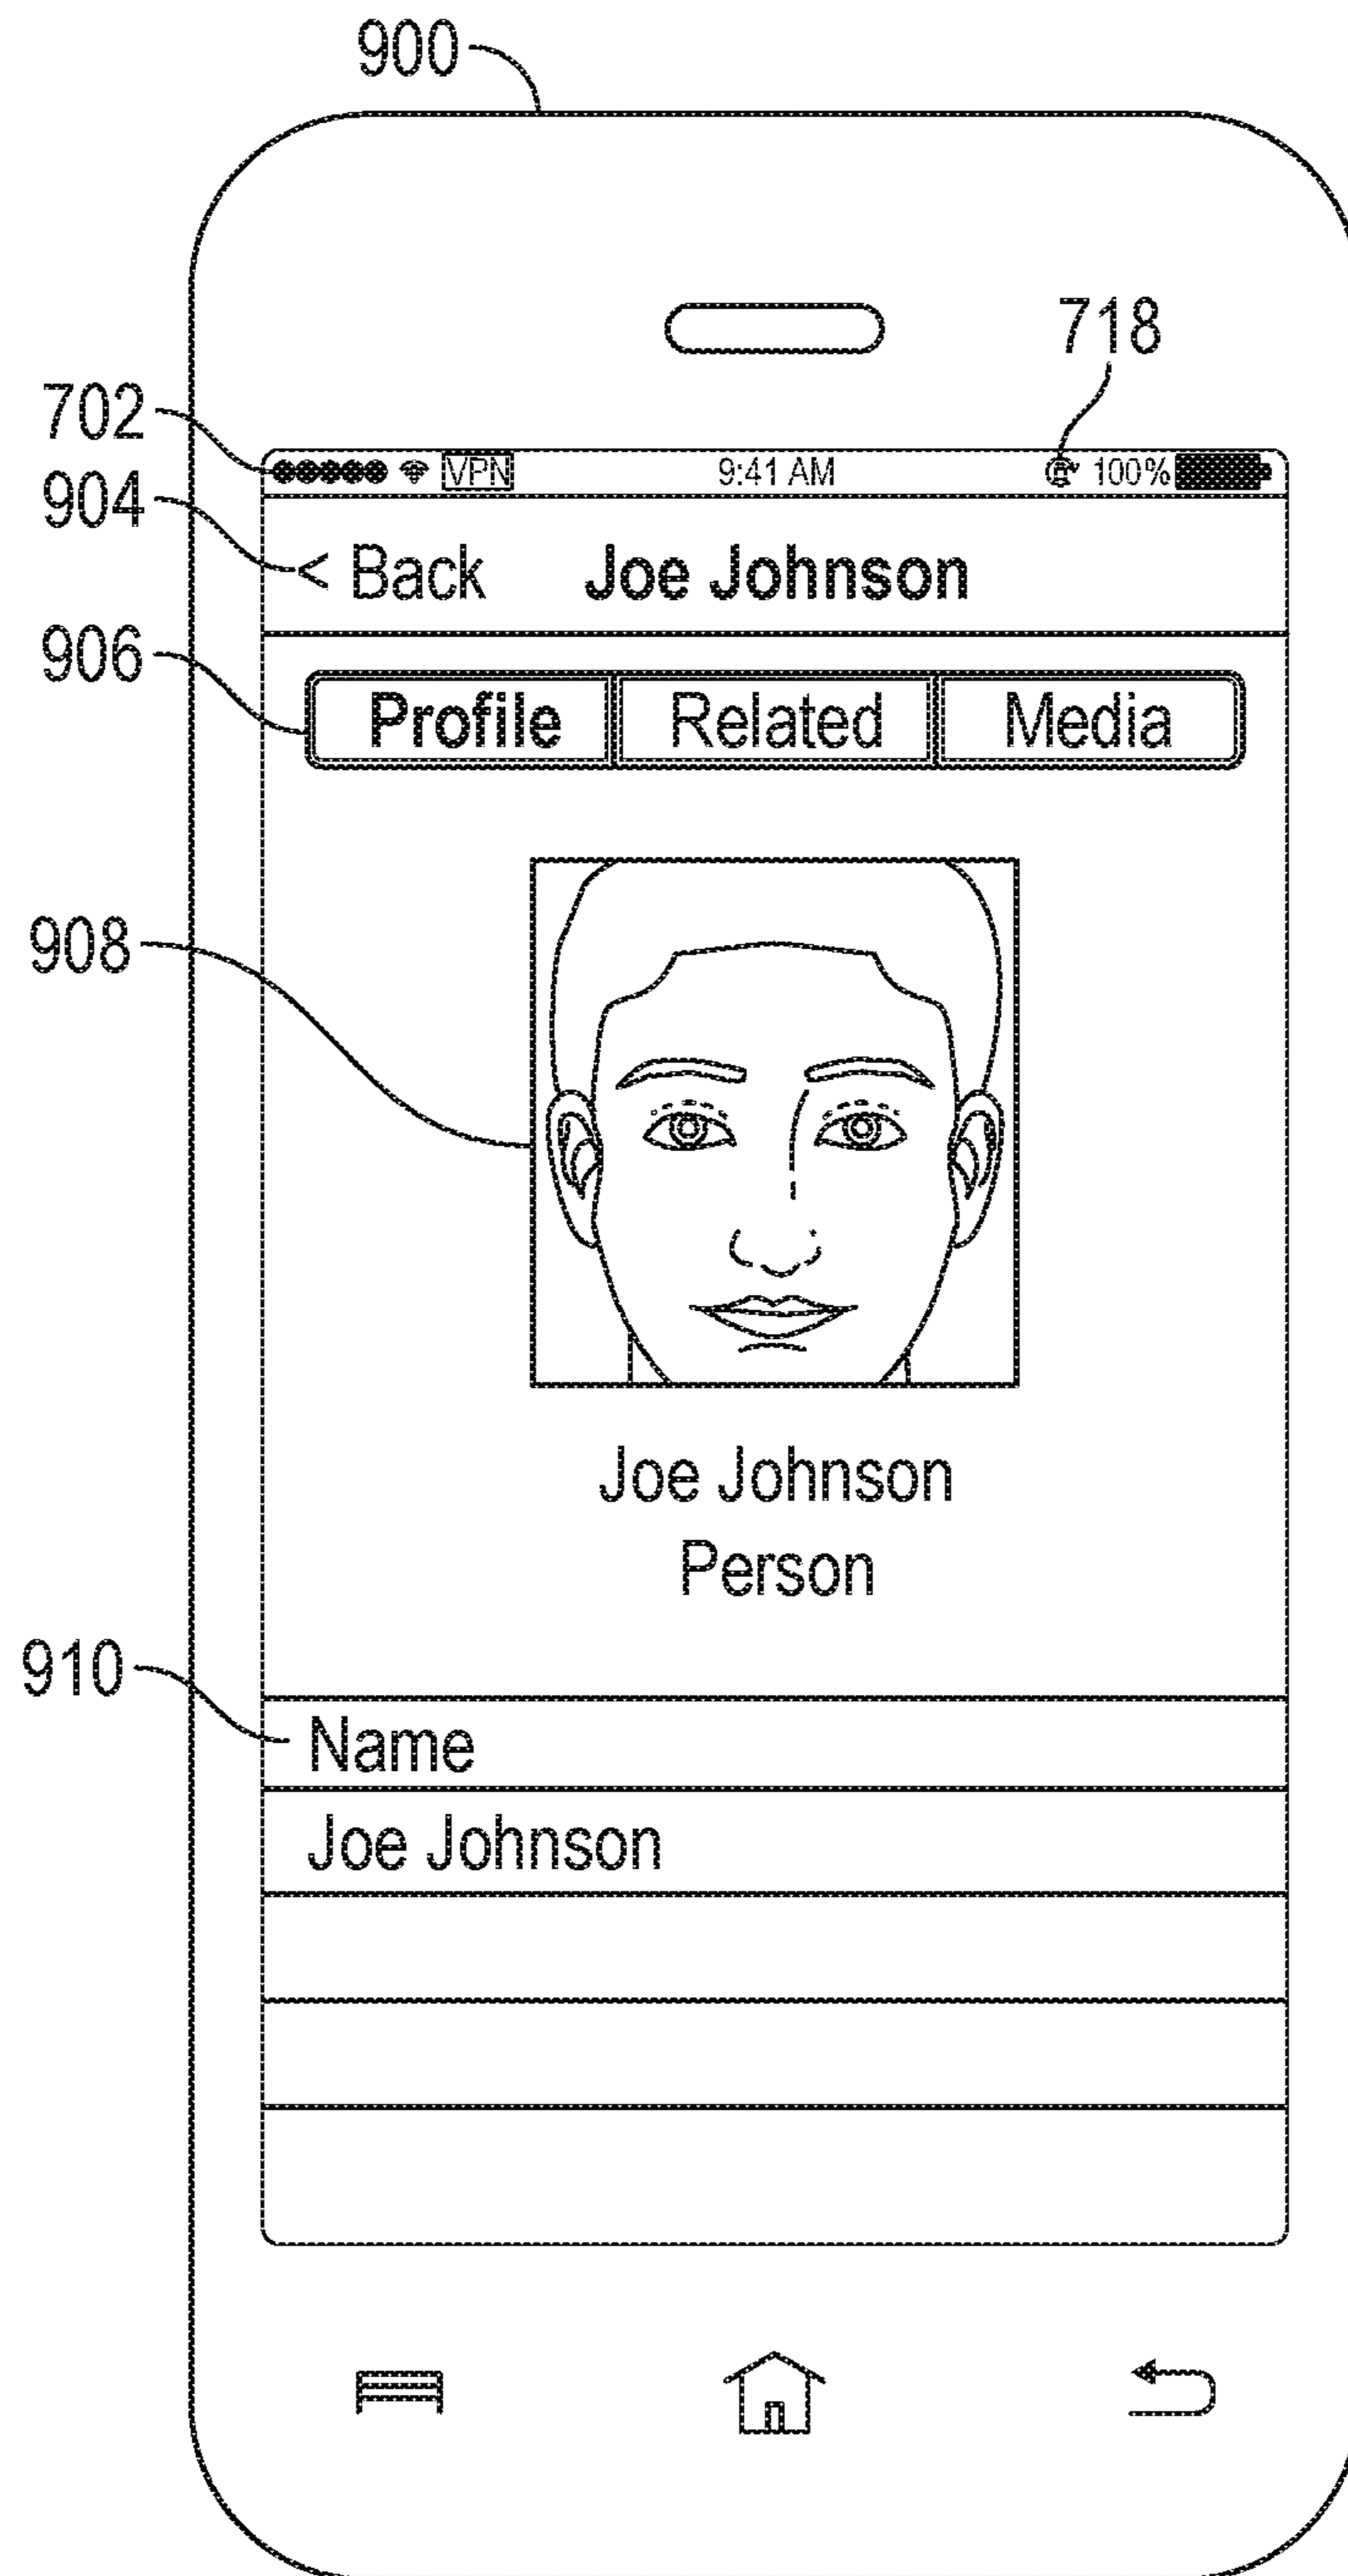 900
718
702
VPN 9:41 AM 100%
904
< Back Joe Johnson
906
Profile Related Media
908
Joe Johnson
Person
910
Name
Joe Johnson